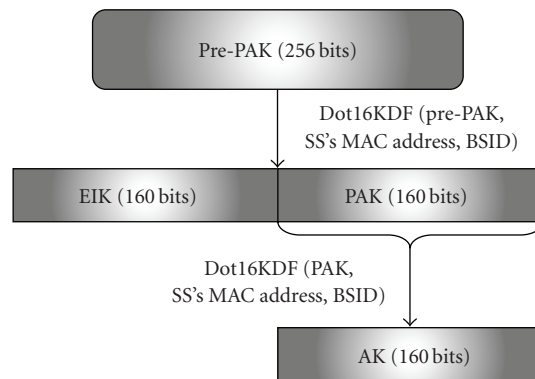 Pre-PAK (256 bits)
Dot16KDF (pre-PAK,
SS's MAC address, BSID)
EIK (160 bits)
PAK (160 bits)
Dot16KDF (PAK,
SS's MAC address, BSID)
AK (160 bits)